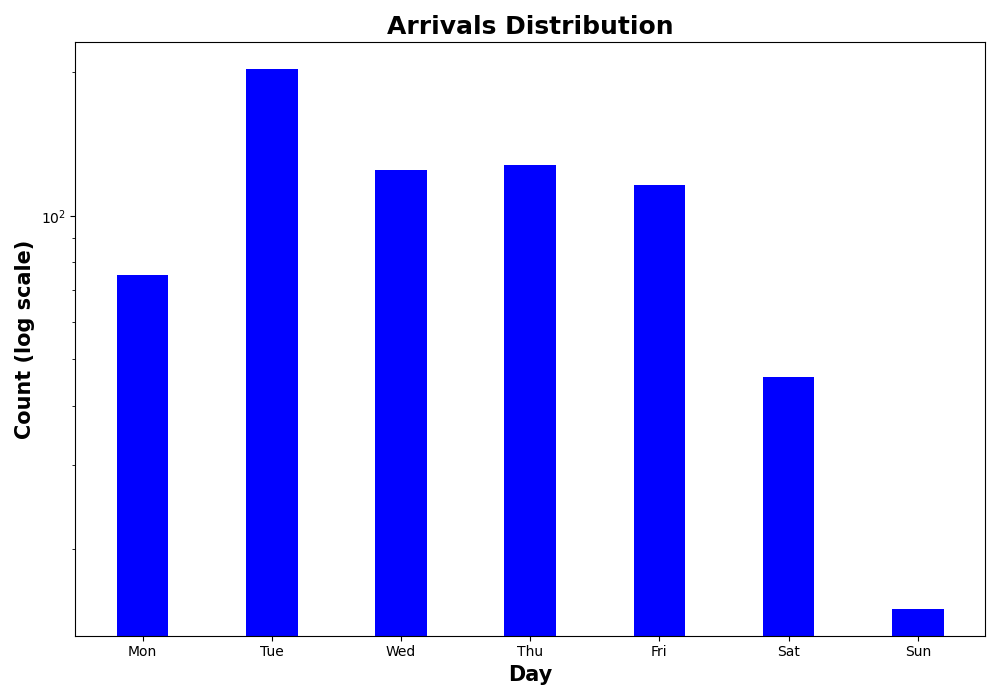 Arrivals Distribution
Count (log scale)
10²
Mon Tue Wed Thu Fri Sat Sun
Day